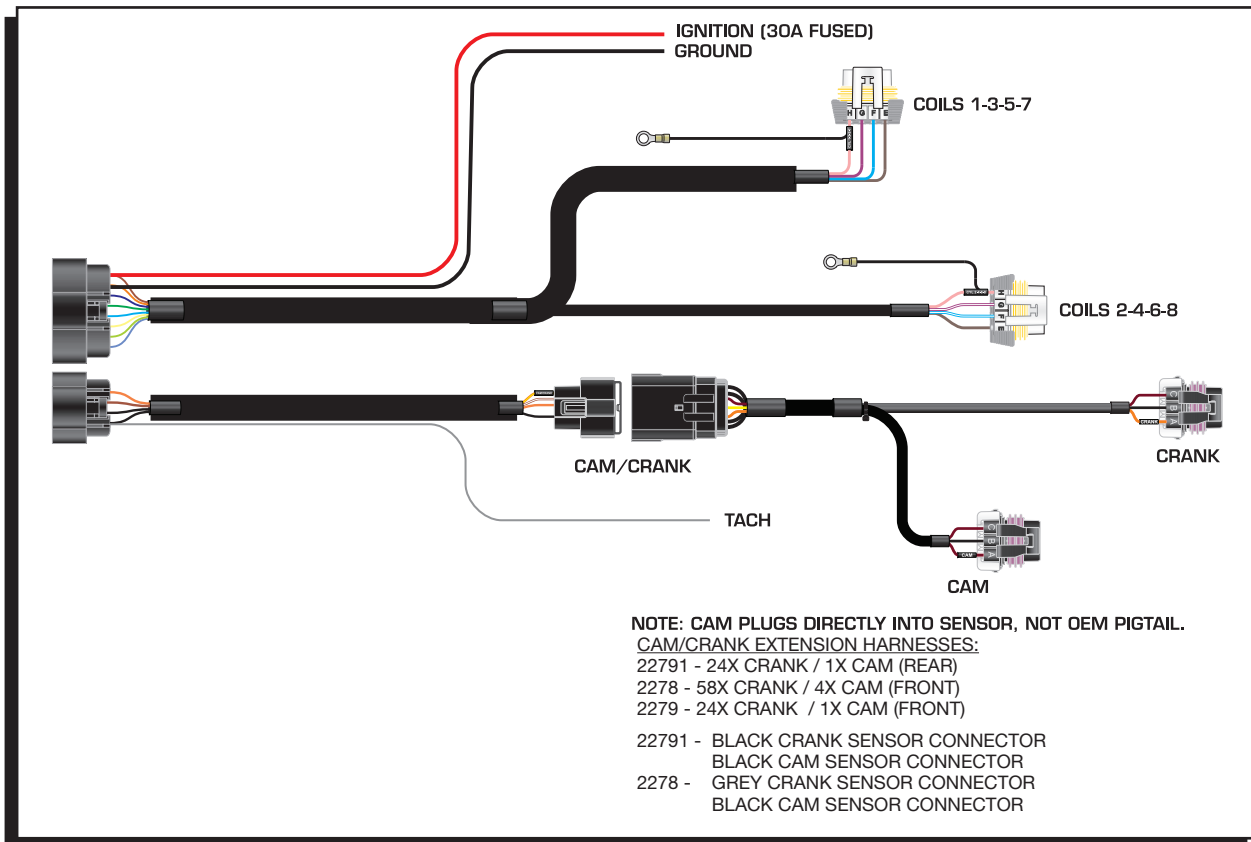 IGNITION (30A FUSED)
GROUND
COILS 1-3-5-7
H G F E
COILS 2-4-6-8
H
G
F
E
CAM/CRANK
C
B
A
CRANK
CRANK
TACH
C
B
A
CAM
CAM
NOTE: CAM PLUGS DIRECTLY INTO SENSOR, NOT OEM PIGTAIL.
CAM/CRANK EXTENSION HARNESSES:
22791 - 24X CRANK / 1X CAM (REAR)
2278 - 58X CRANK / 4X CAM (FRONT)
2279 - 24X CRANK / 1X CAM (FRONT)
22791 - BLACK CRANK SENSOR CONNECTOR
BLACK CAM SENSOR CONNECTOR
2278 - GREY CRANK SENSOR CONNECTOR
BLACK CAM SENSOR CONNECTOR